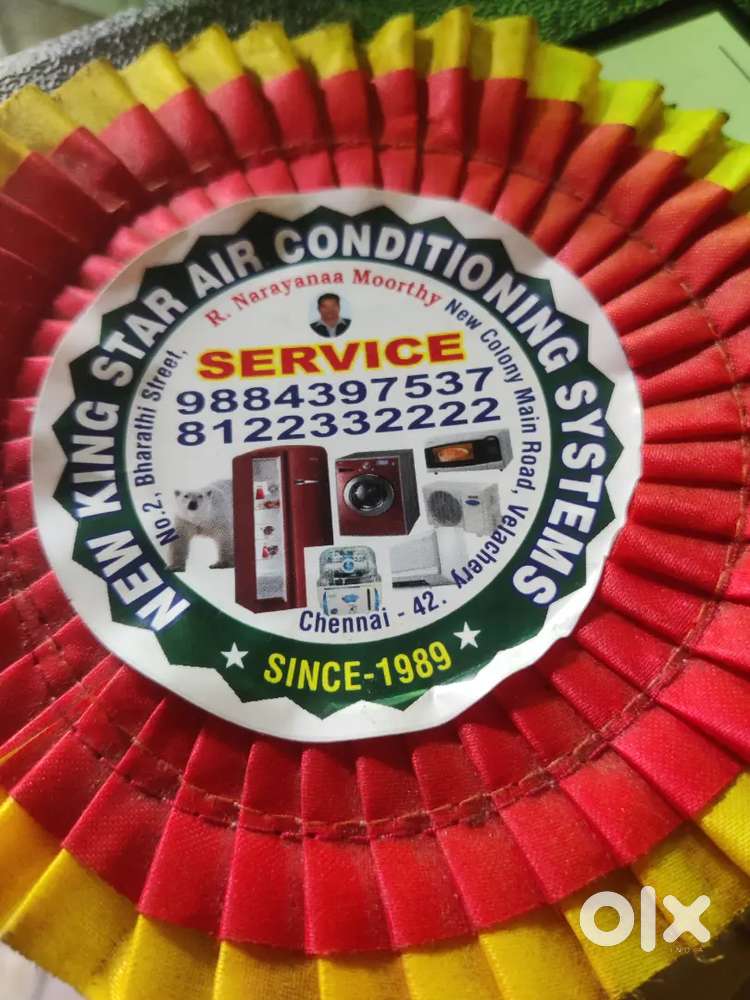 NEW KING STAR AIR CONDITIONING SYSTEMS
R. Narayanaa Moorthy
No.2, Bharathi Street, New Colony Main Road, Velachery
Chennai - 42.
SERVICE
9884397537
8122332222
SINCE-1989
olx
INDIA